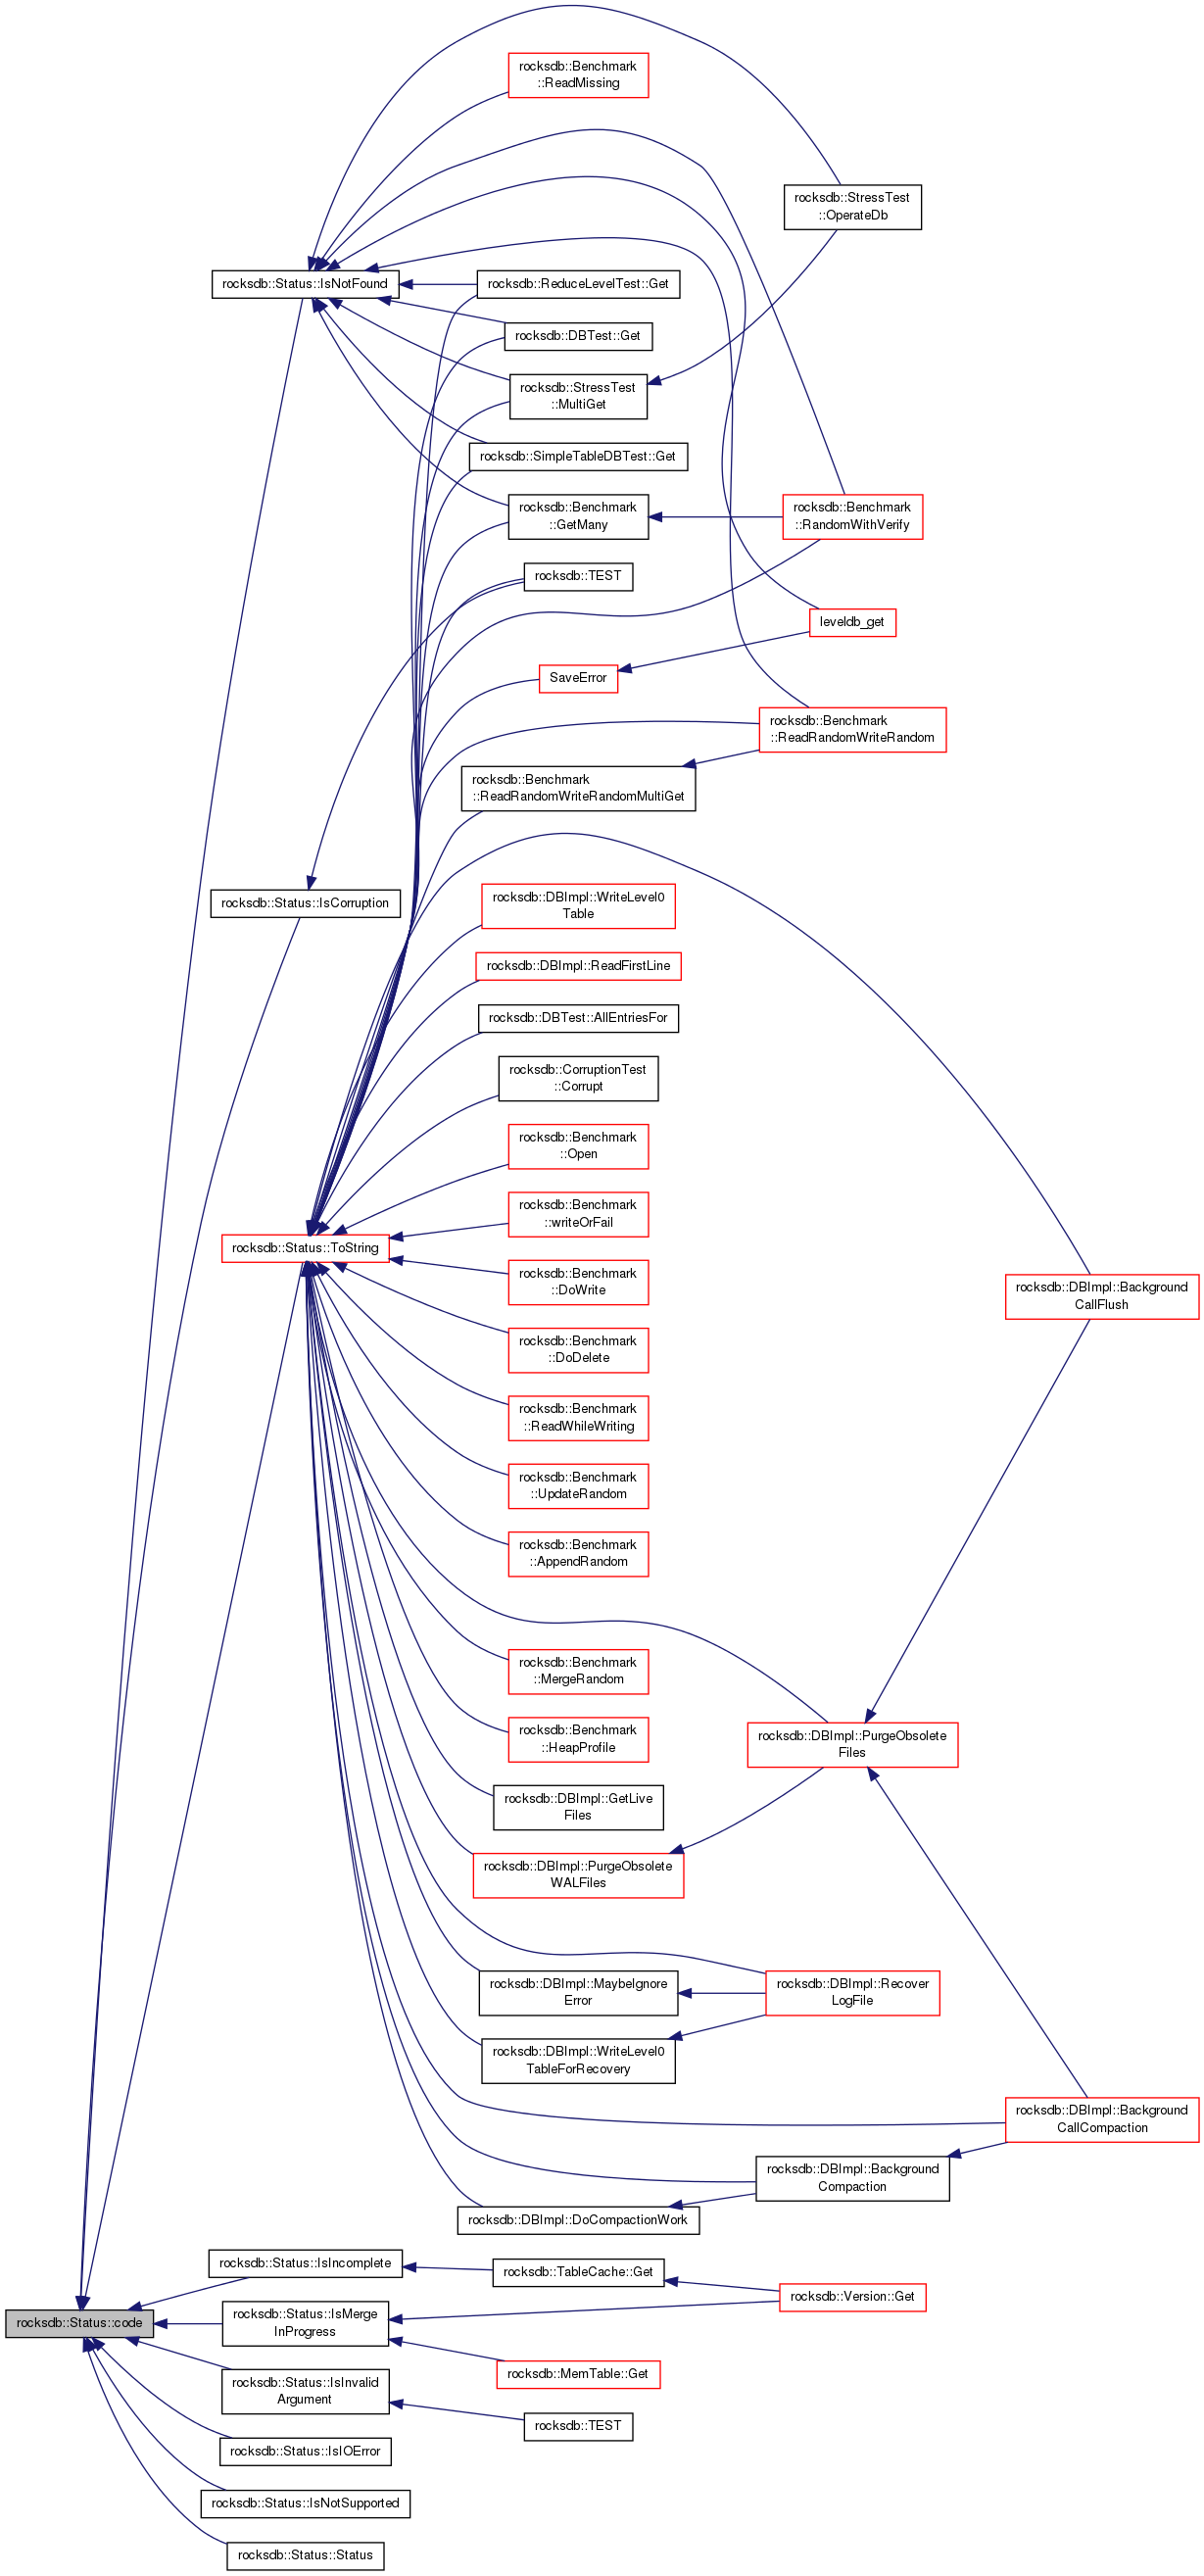 rocksdb::Benchmark
::ReadMissing
rocksdb::StressTest
::OperateDb
rocksdb::Status::IsNotFound
rocksdb::ReduceLevelTest::Get
rocksdb::DBTest::Get
rocksdb::StressTest
::MultiGet
rocksdb::SimpleTableDBTest::Get
rocksdb::Benchmark
::GetMany
rocksdb::Benchmark
::RandomWithVerify
rocksdb::TEST
leveldb_get
SaveError
rocksdb::Benchmark
::ReadRandomWriteRandom
rocksdb::Benchmark
::ReadRandomWriteRandomMultiGet
rocksdb::Status::IsCorruption
rocksdb::DBImpl::WriteLevel0
Table
rocksdb::DBImpl::ReadFirstLine
rocksdb::DBTest::AllEntriesFor
rocksdb::CorruptionTest
::Corrupt
rocksdb::Benchmark
::Open
rocksdb::Benchmark
::writeOrFail
rocksdb::Status::ToString
rocksdb::Benchmark
::DoWrite
rocksdb::DBImpl::Background
CallFlush
rocksdb::Benchmark
::DoDelete
rocksdb::Benchmark
::ReadWhileWriting
rocksdb::Benchmark
::UpdateRandom
rocksdb::Benchmark
::AppendRandom
rocksdb::Benchmark
::MergeRandom
rocksdb::Benchmark
::HeapProfile
rocksdb::DBImpl::PurgeObsolete
Files
rocksdb::DBImpl::GetLive
Files
rocksdb::DBImpl::PurgeObsolete
WALFiles
rocksdb::DBImpl::MaybeIgnore
Error
rocksdb::DBImpl::Recover
LogFile
rocksdb::DBImpl::WriteLevel0
TableForRecovery
rocksdb::DBImpl::Background
CallCompaction
rocksdb::DBImpl::Background
Compaction
rocksdb::DBImpl::DoCompactionWork
rocksdb::Status::IsIncomplete
rocksdb::TableCache::Get
rocksdb::Version::Get
rocksdb::Status::code
rocksdb::Status::IsMerge
InProgress
rocksdb::MemTable::Get
rocksdb::Status::IsInvalid
Argument
rocksdb::TEST
rocksdb::Status::IsIOError
rocksdb::Status::IsNotSupported
rocksdb::Status::Status